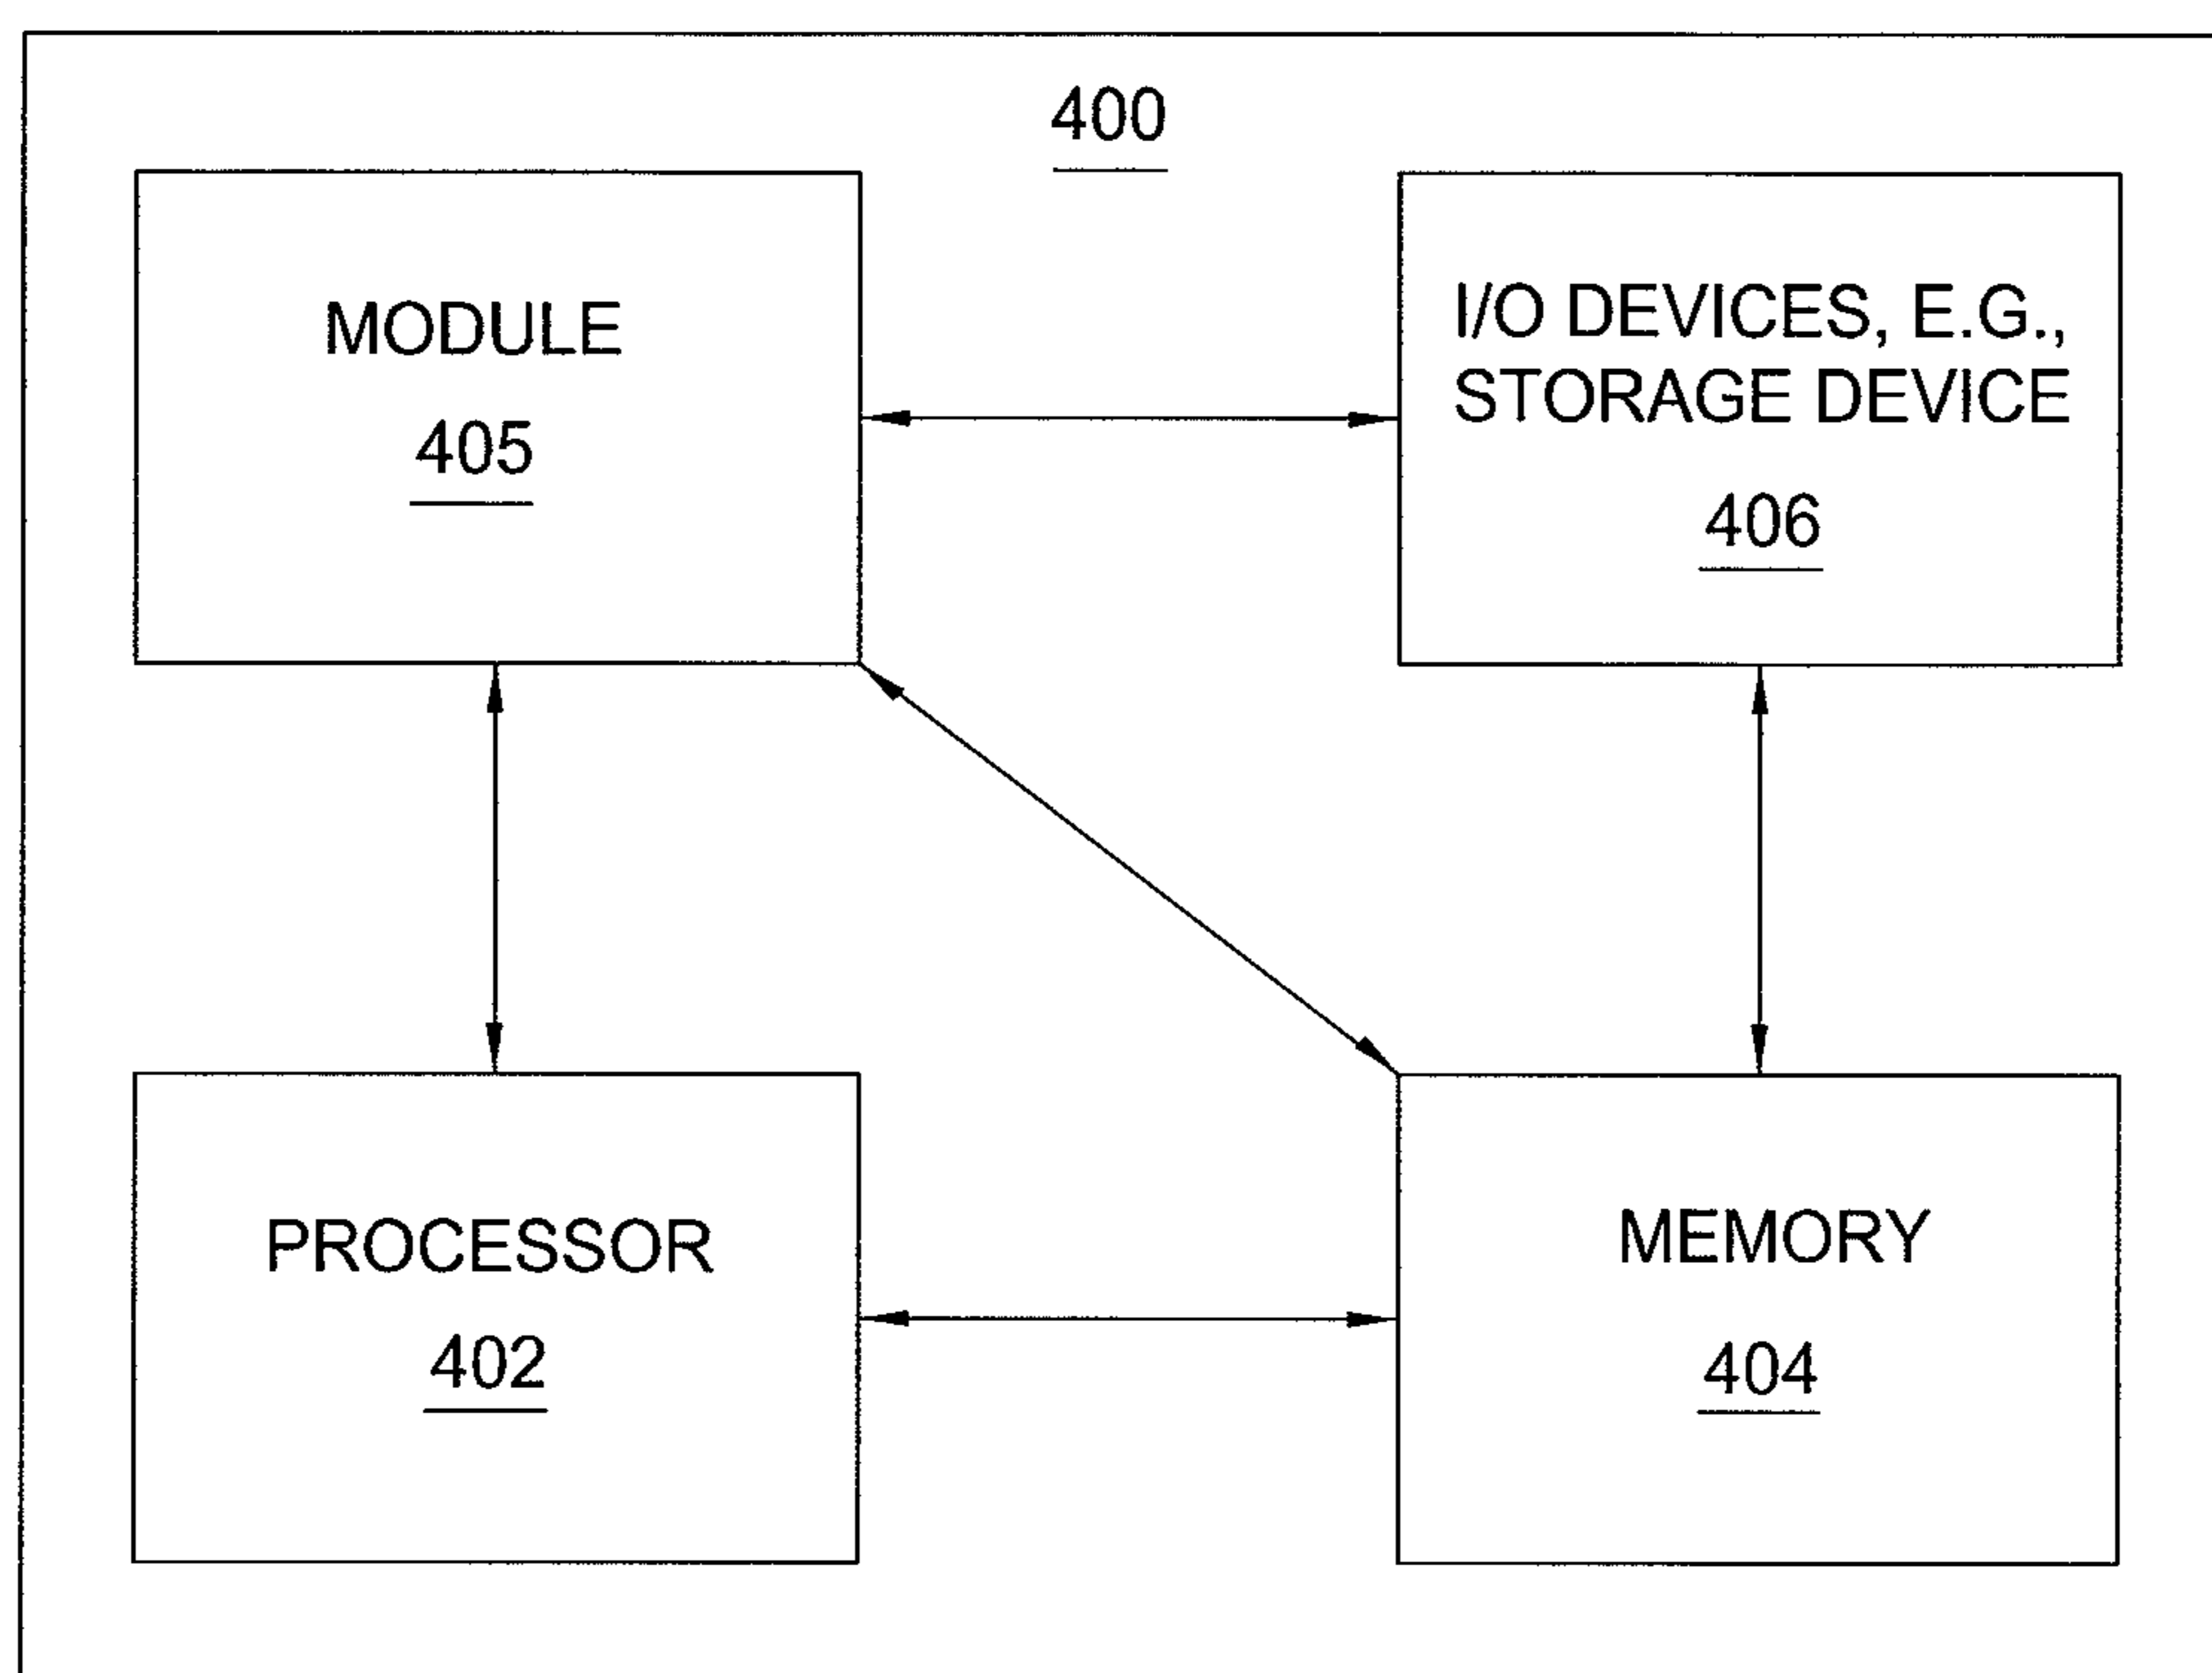 400
MODULE
405
I/O DEVICES, E.G.,
STORAGE DEVICE
406
PROCESSOR
402
MEMORY
404